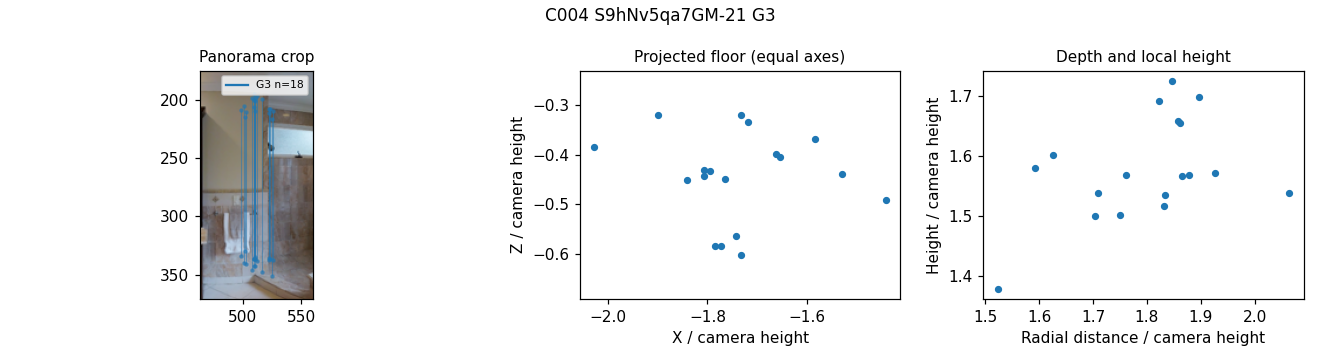 C004 S9hNv5qa7GM-21 G3
Panorama crop
G3 n=18
200
250
300
350
500
550
Projected floor (equal axes)
Z / camera height
−0.3
−0.4
−0.5
−0.6
−2.0
−1.8
−1.6
X / camera height
Depth and local height
Height / camera height
1.7
1.6
1.5
1.4
1.5
1.6
1.7
1.8
1.9
2.0
Radial distance / camera height